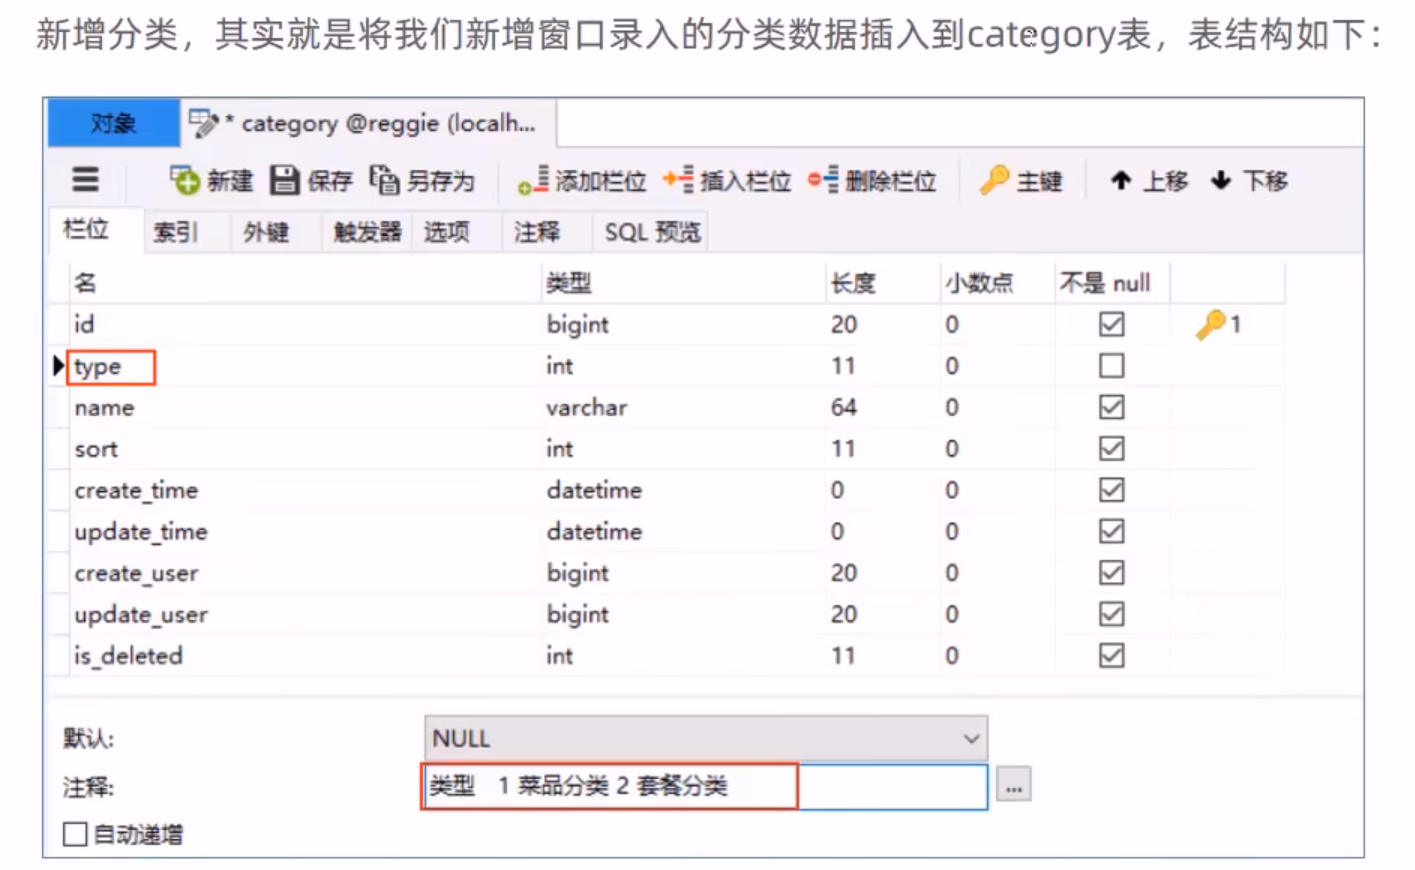 新增分类，其实就是将我们新增窗口录入的分类数据插入到category表，表结构如下：
对象 * category @reggie (localh...
新建 保存 另存为 添加栏位 插入栏位 删除栏位 主键 上移 下移
栏位 索引 外键 触发器 选项 注释 SQL 预览
名 类型 长度 小数点 不是 null
id bigint 20 0 1
type int 11 0
name varchar 64 0
sort int 11 0
create_time datetime 0 0
update_time datetime 0 0
create_user bigint 20 0
update_user bigint 20 0
is_deleted int 11 0
默认: NULL
注释: 类型 1 菜品分类 2 套餐分类 ...
自动递增